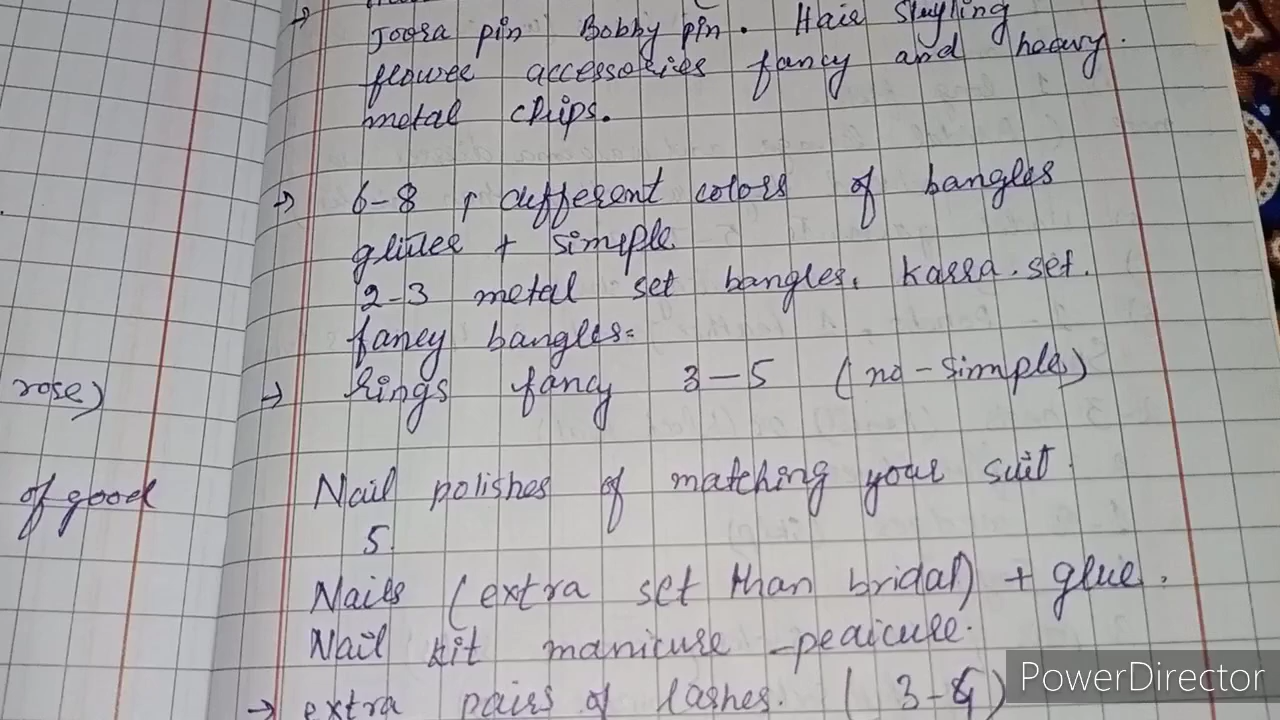 → Joora pin Bobby pin. Hair Stuyling
flower accessories fancy and heavy.
metal clips.
→ 6-8 different colors of bangles
gliter + simple
2-3 metal set bangles. karra. set.
fancy bangles=
rose)
→ Rings fancy 3-5 (no-simple)
of good
Nail polishes of matching your suit
5.
Nails (extra set than bridal) + glue.
Nail kit manicure -pedicure.
→ extra pairs of lashes. (3-
PowerDirector